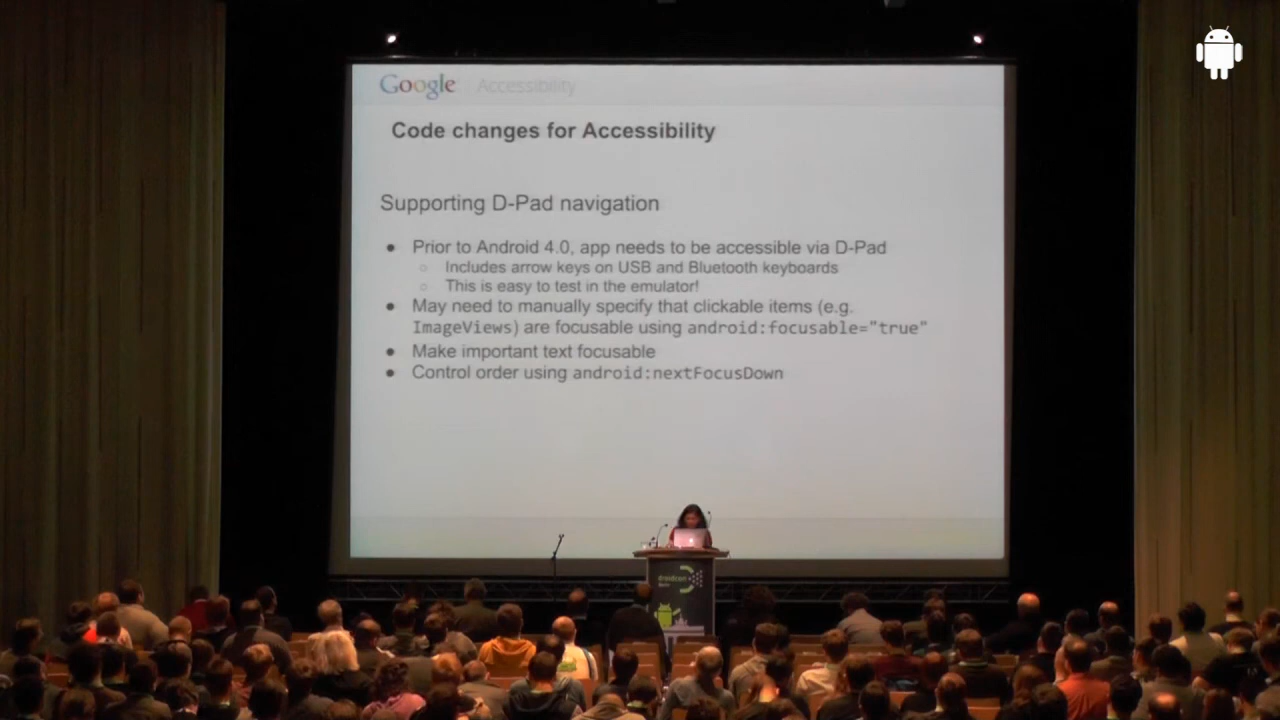 Google Accessibility
Code changes for Accessibility
Supporting D-Pad navigation
● Prior to Android 4.0, app needs to be accessible via D-Pad
○ Includes arrow keys on USB and Bluetooth keyboards
○ This is easy to test in the emulator!
● May need to manually specify that clickable items (e.g.
ImageViews) are focusable using android:focusable="true"
● Make important text focusable
● Control order using android:nextFocusDown
droidcon